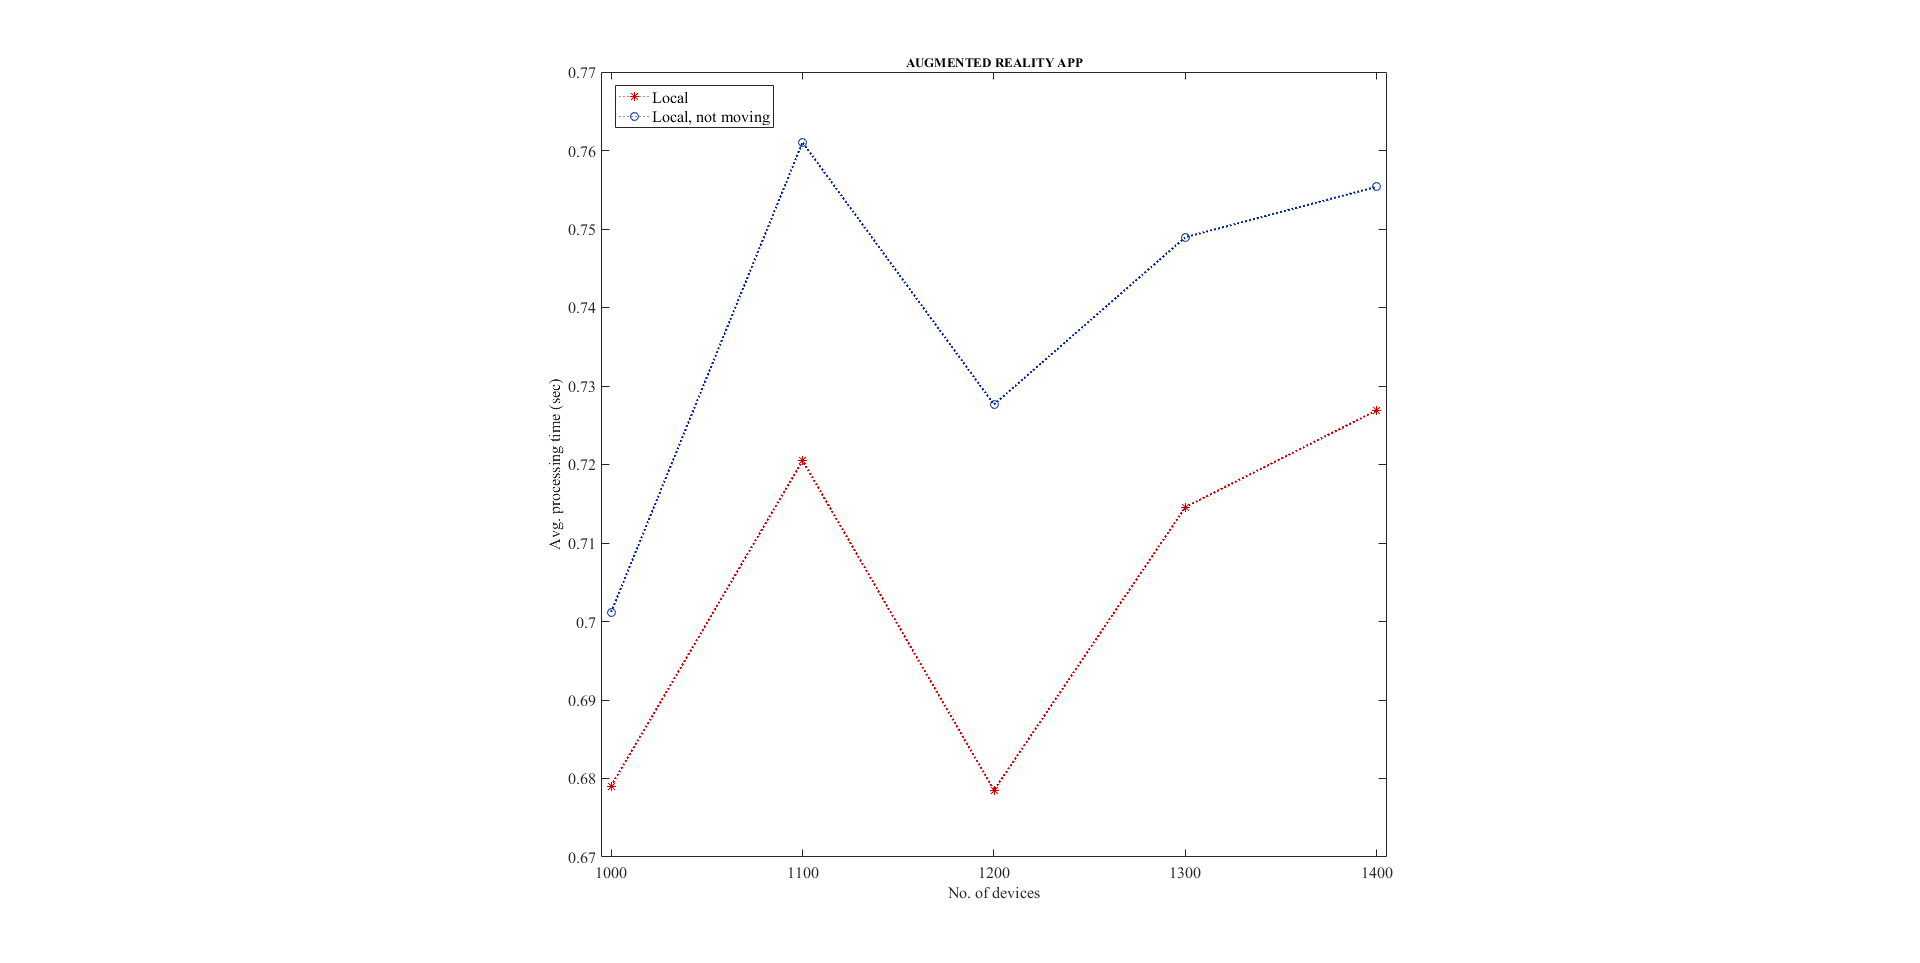 AUGMENTED REALITY APP
0.77
Local
Local, not moving
0.76
0.75
0.74
0.73
0.72
0.71
0.7
0.69
0.68
0.67
Avg. processing time (sec)
1000 1100 1200 1300 1400
No. of devices